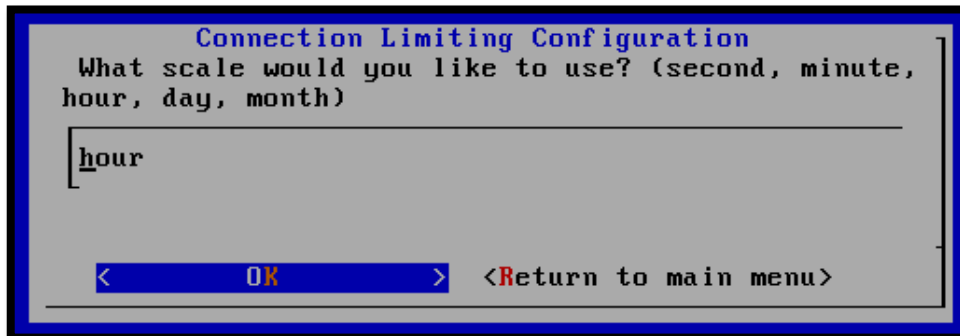 Connection Limiting Configuration
What scale would you like to use? (second, minute,
hour, day, month)
hour
< OK > <Return to main menu>